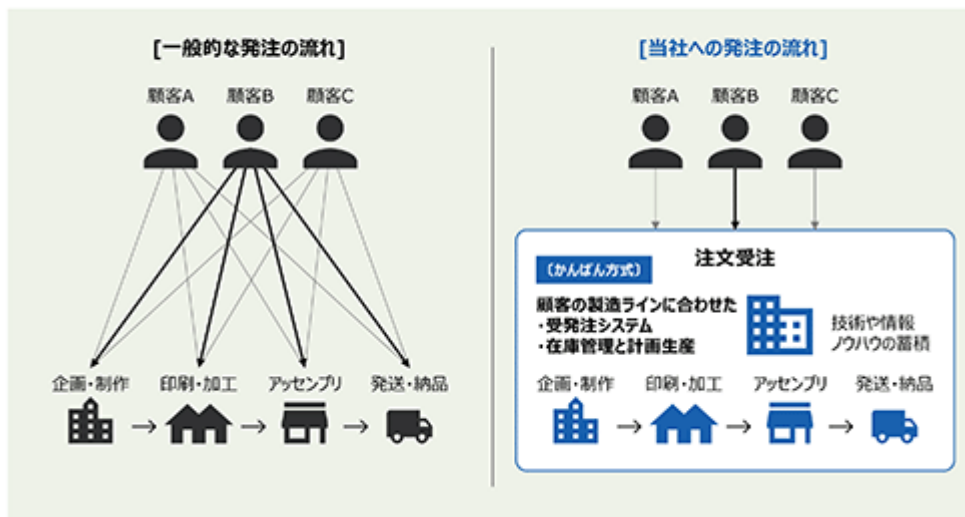 [一般的な発注の流れ]
顧客A 顧客B 顧客C
企画・制作 印刷・加工 アッセンブリ 発送・納品
[当社への発注の流れ]
顧客A 顧客B 顧客C
注文受注
(かんばん方式)
顧客の製造ラインに合わせた
・受発注システム
・在庫管理と計画生産
技術や情報
ノウハウの蓄積
企画・制作 印刷・加工 アッセンブリ 発送・納品